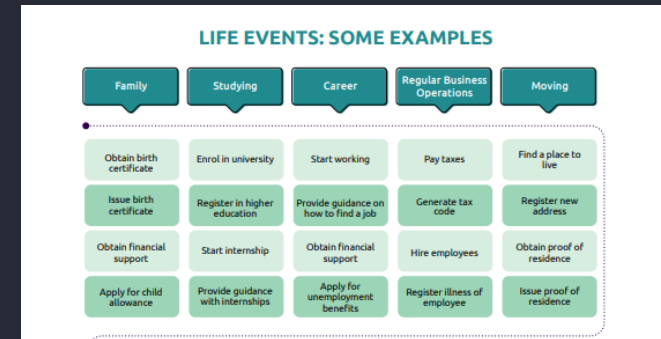 LIFE EVENTS: SOME EXAMPLES
Family
Studying
Career
Regular Business
Operations
Moving
Obtain birth
certificate
Enrol in university
Start working
Pay taxes
Find a place to
live
Issue birth
certificate
Register in higher
education
Provide guidance on
how to find a job
Generate tax
code
Register new
address
Obtain financial
support
Start internship
Obtain financial
support
Hire employees
Obtain proof of
residence
Apply for child
allowance
Provide guidance
with internships
Apply for
unemployment
benefits
Register illness of
employee
Issue proof of
residence